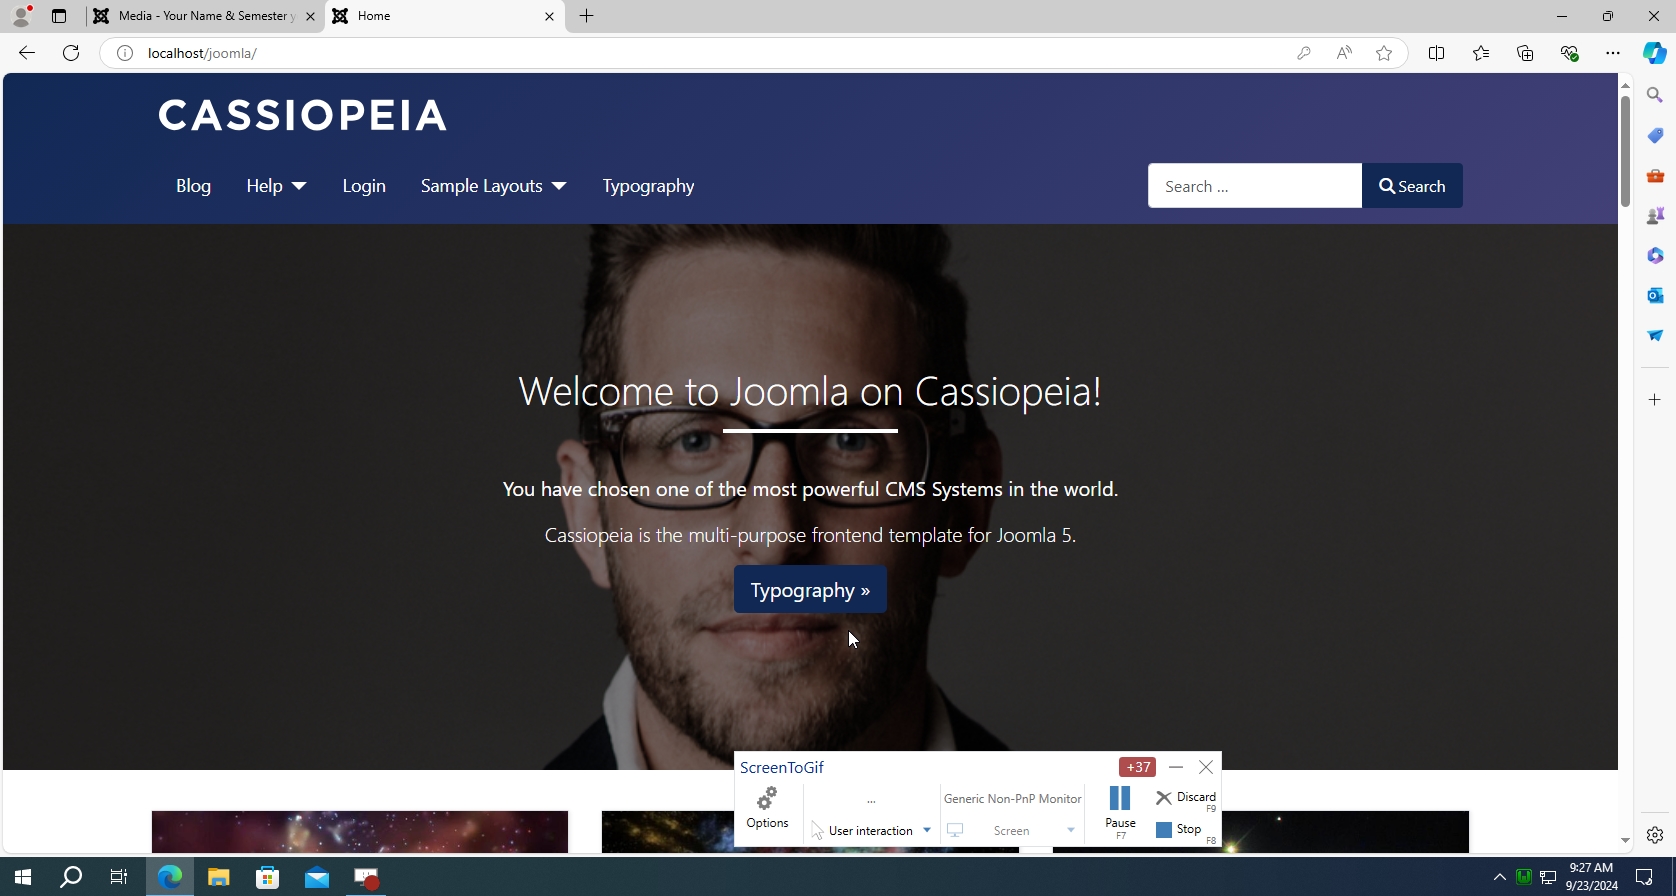 Media - Your Name & Semester y
Home
localhost/joomla/
CASSIOPEIA
Blog
Help
Login
Sample Layouts
Typography
Search ...
Search
Welcome to Joomla on Cassiopeia!
You have chosen one of the most powerful CMS Systems in the world.
Cassiopeia is the multi-purpose frontend template for Joomla 5.
Typography »
ScreenToGif
+37
Options
...
User interaction
Generic Non-PnP Monitor
Screen
Pause
F7
Discard
F9
Stop
F8
9:27 AM
9/23/2024